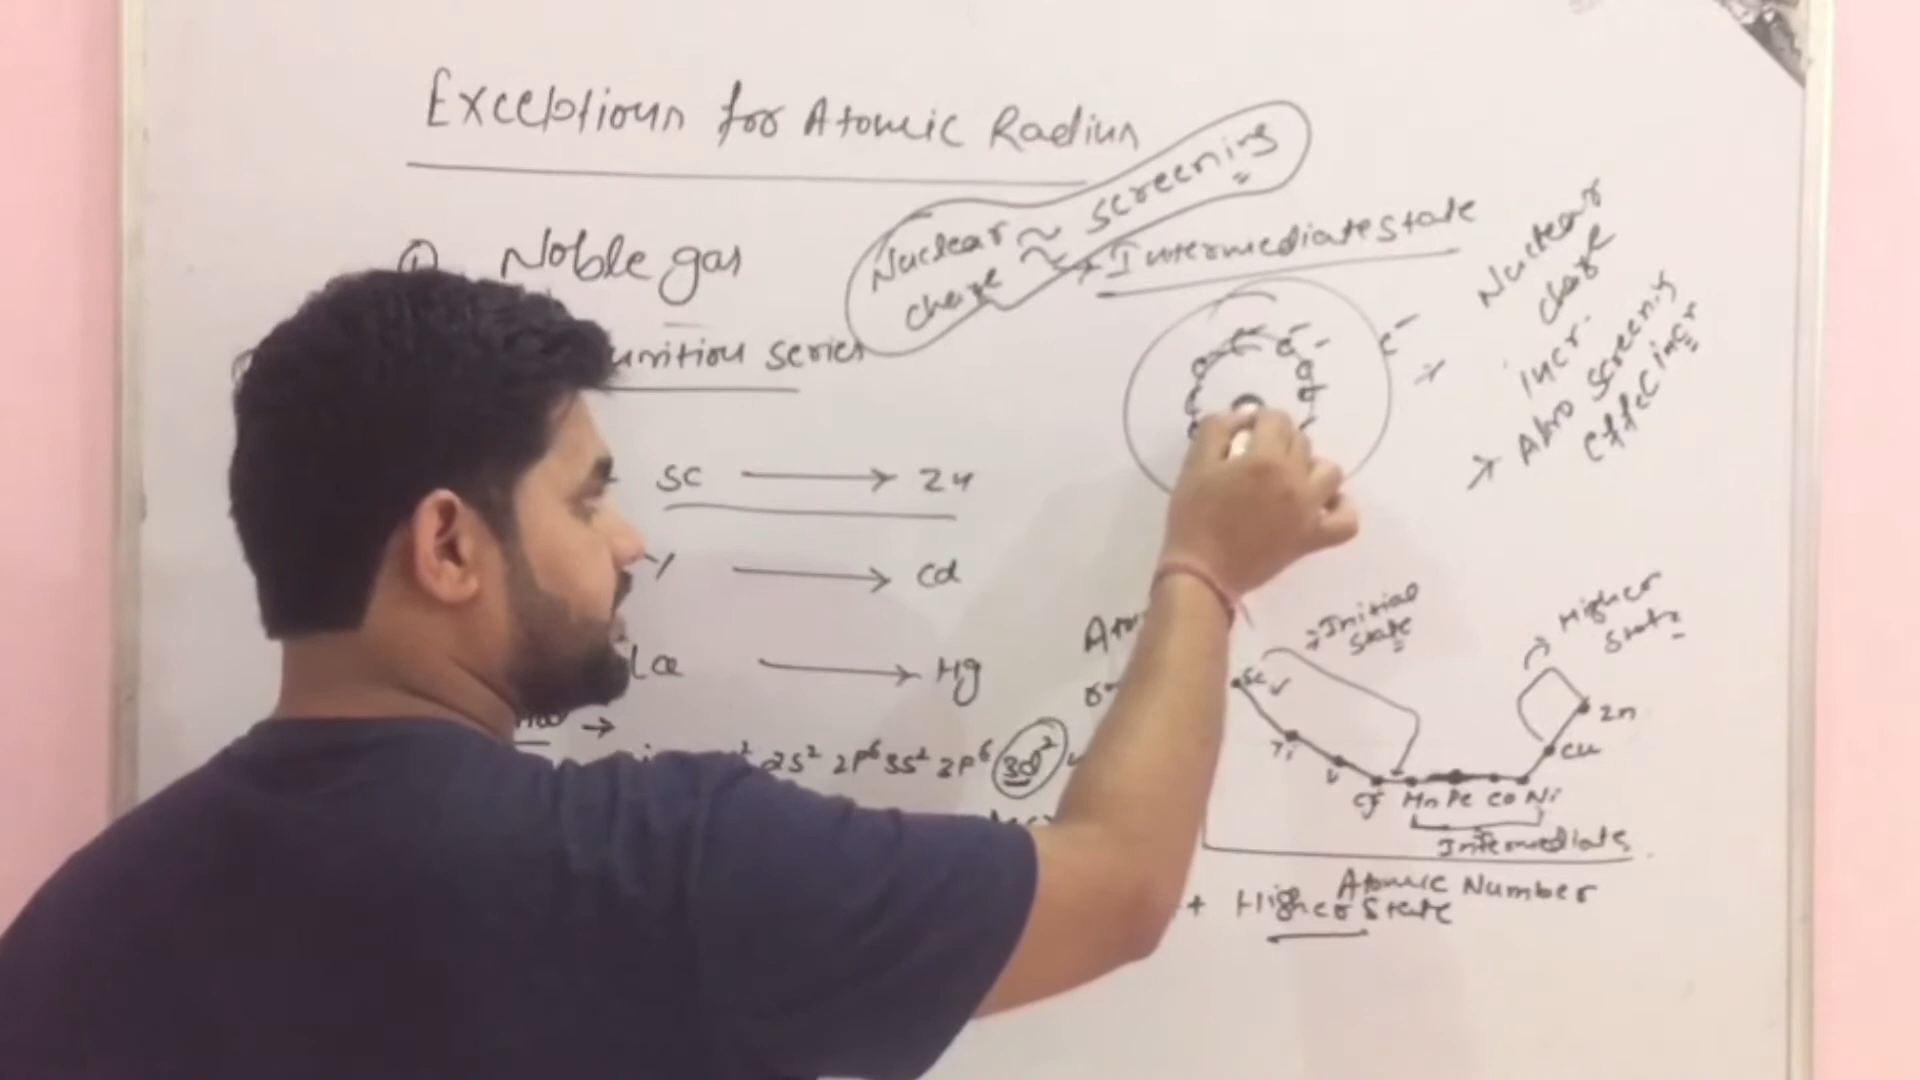 Exceptions for Atomic Radius
① Noble gas
Nuclear ≈ screening
charge
→ Intermediate state
series
Sc → Zn
Y → Cd
La → Hg
→
2s² 2p⁶ 3s² 3p⁶ 3d²
e⁻
e⁻
→ Nuclear
charge
incr.
→ Also screening
effect incr
⇒ Initial
state
⇒ Higher
state
Sc ✓
Ti
V
Cr Mn Fe Co Ni
Cu
Zn
Intermediate
Atomic Number
+ Higher State